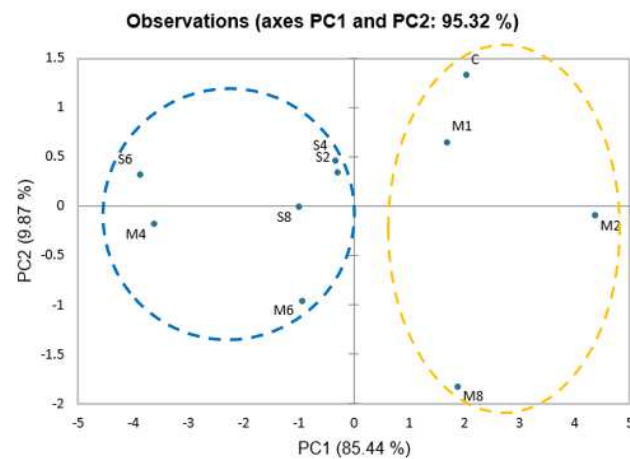 Observations (axes PC1 and PC2: 95.32 %)
1.5
1
0.5
0
-0.5
-1
-1.5
-2
PC2 (9.87 %)
C
M1
S4
S2
S6
M2
S8
M4
M6
M8
-5 -4 -3 -2 -1 0 1 2 3 4 5
PC1 (85.44 %)